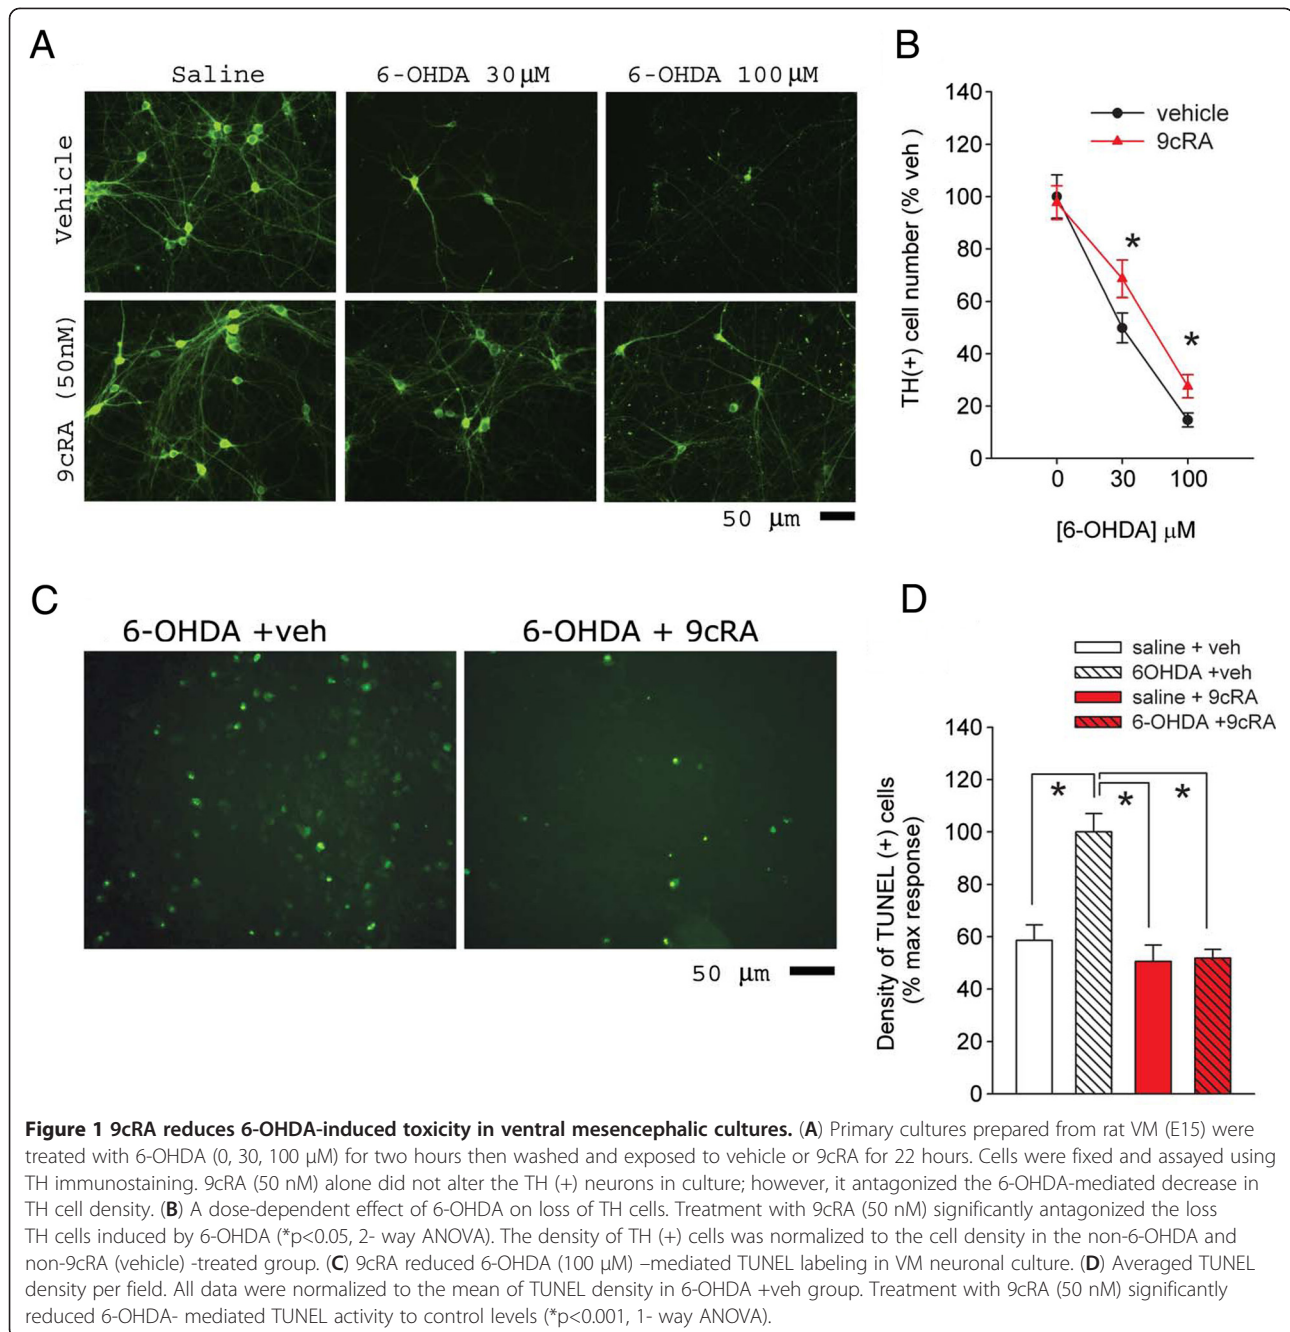 A
Saline
6-OHDA 30 μM
6-OHDA 100 μM
Vehicle
9cRA (50nM)
50 μm
B
140
120
100
80
60
40
20
0
TH(+) cell number (% veh )
vehicle
9cRA
*
*
0
30
100
[6-OHDA] μM
C
6-OHDA +veh
6-OHDA + 9cRA
50 μm
D
saline + veh
6OHDA +veh
saline + 9cRA
6-OHDA +9cRA
140
120
100
80
60
40
20
0
Density of TUNEL (+) cells
(% max response)
*
*
*
Figure 1 9cRA reduces 6-OHDA-induced toxicity in ventral mesencephalic cultures. (A) Primary cultures prepared from rat VM (E15) were
treated with 6-OHDA (0, 30, 100 μM) for two hours then washed and exposed to vehicle or 9cRA for 22 hours. Cells were fixed and assayed using
TH immunostaining. 9cRA (50 nM) alone did not alter the TH (+) neurons in culture; however, it antagonized the 6-OHDA-mediated decrease in
TH cell density. (B) A dose-dependent effect of 6-OHDA on loss of TH cells. Treatment with 9cRA (50 nM) significantly antagonized the loss
TH cells induced by 6-OHDA (*p<0.05, 2- way ANOVA). The density of TH (+) cells was normalized to the cell density in the non-6-OHDA and
non-9cRA (vehicle) -treated group. (C) 9cRA reduced 6-OHDA (100 μM) –mediated TUNEL labeling in VM neuronal culture. (D) Averaged TUNEL
density per field. All data were normalized to the mean of TUNEL density in 6-OHDA +veh group. Treatment with 9cRA (50 nM) significantly
reduced 6-OHDA- mediated TUNEL activity to control levels (*p<0.001, 1- way ANOVA).